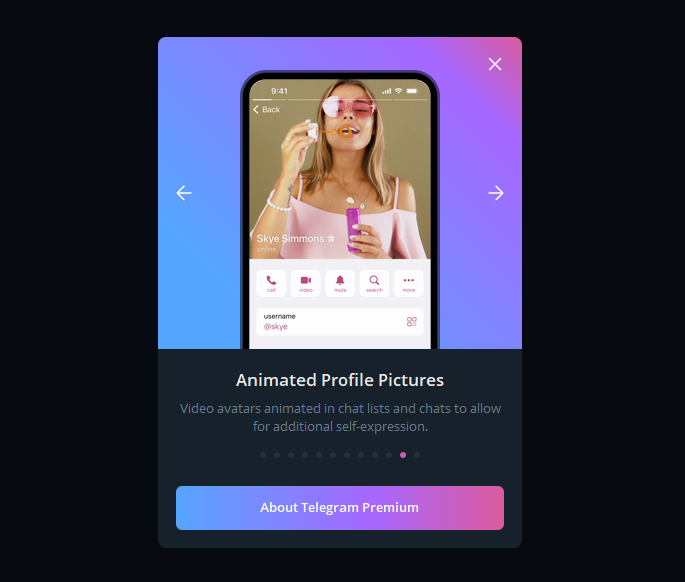 9:41
Back
Skye Simmons
online
call video mute search more
username
@skye
Animated Profile Pictures
Video avatars animated in chat lists and chats to allow
for additional self-expression.
About Telegram Premium